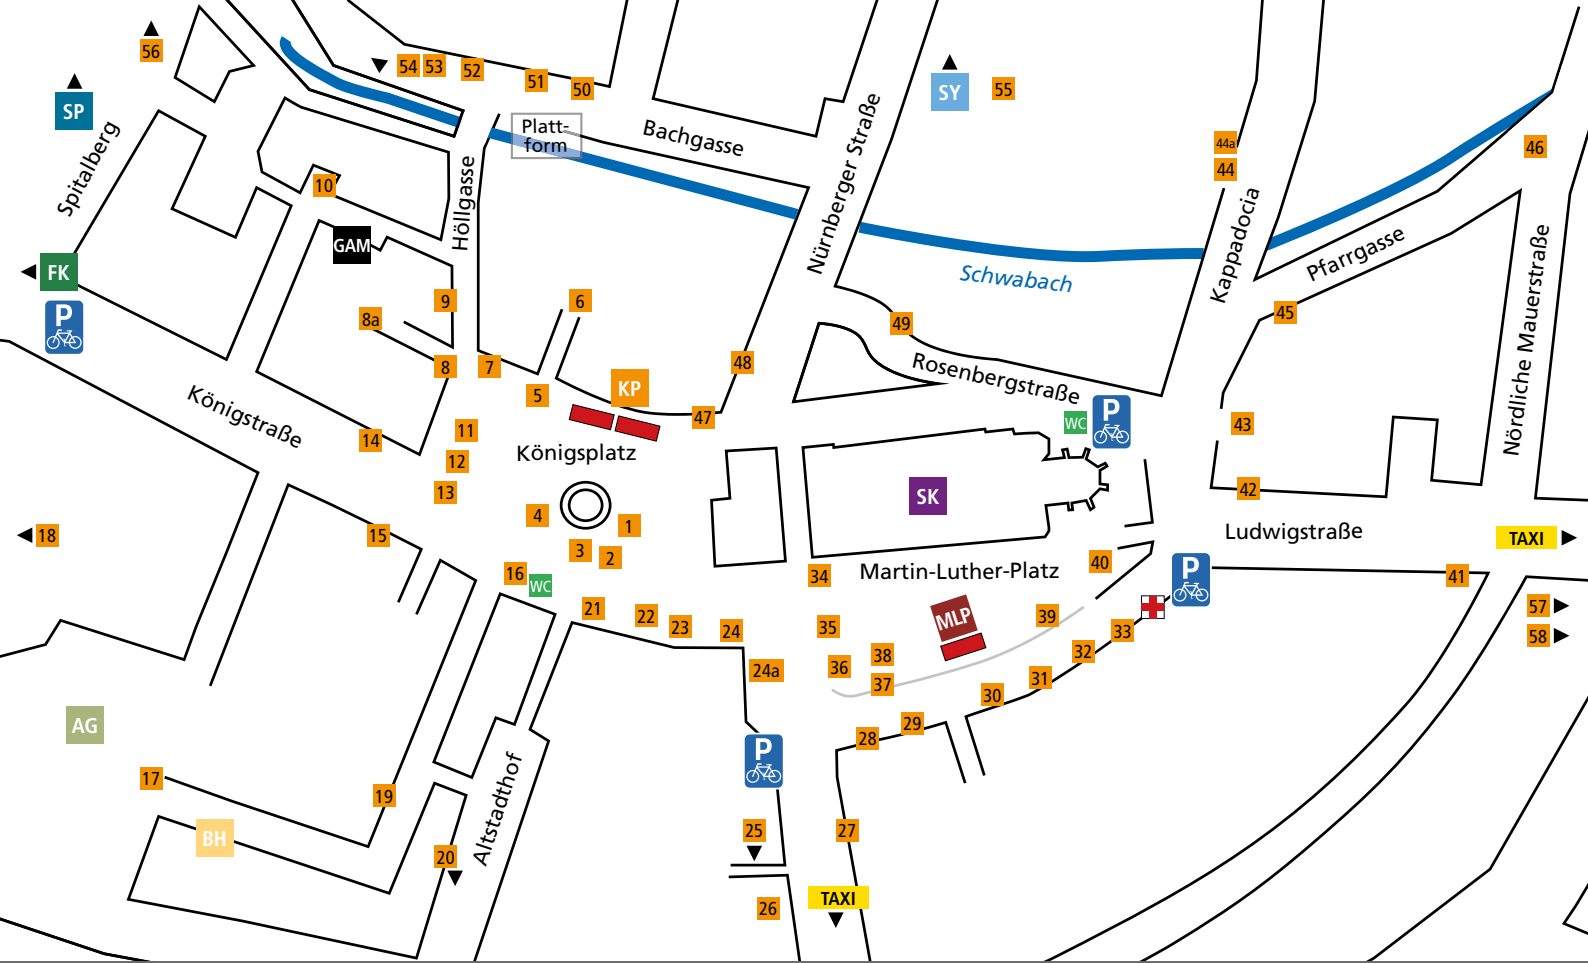 56
54
53
52
51
50
SP
SY
55
Platt-
form
Bachgasse
Nürnberger Straße
Spitalberg
Höllgasse
44a
44
46
10
GAM
FK
P
Schwabach
Kappadocia
Pfarrgasse
Nördliche Mauerstraße
9
6
8a
49
45
8
7
48
5
KP
47
Rosenbergstraße
WC
P
43
Königstraße
14
11
12
13
Königsplatz
SK
42
4
1
3
2
Ludwigstraße
TAXI
18
15
16
WC
34
Martin-Luther-Platz
40
P
41
57
58
21
22
23
24
24a
35
36
38
37
MLP
39
33
32
31
30
29
28
AG
17
19
BH
20
Altstadthof
P
25
27
26
TAXI